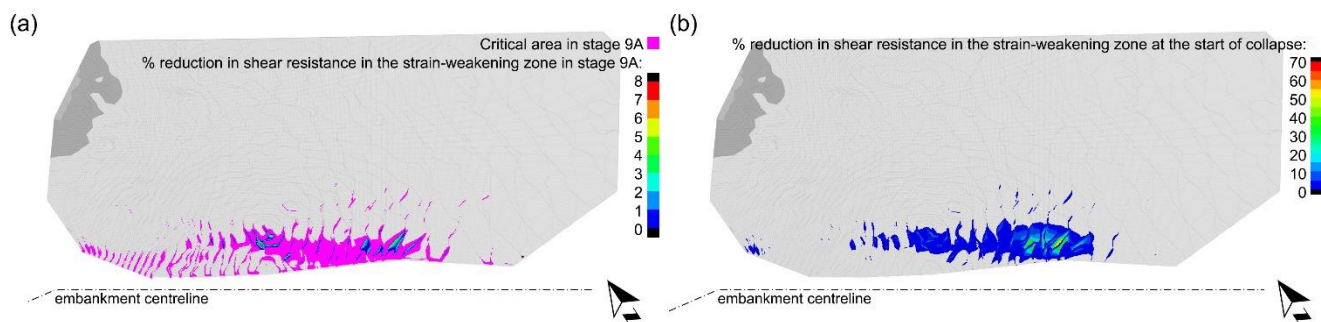 (a)
Critical area in stage 9A
% reduction in shear resistance in the strain-weakening zone in stage 9A:
8
7
6
5
4
3
2
1
0
embankment centreline
(b)
% reduction in shear resistance in the strain-weakening zone at the start of collapse:
70
60
50
40
30
20
10
0
embankment centreline